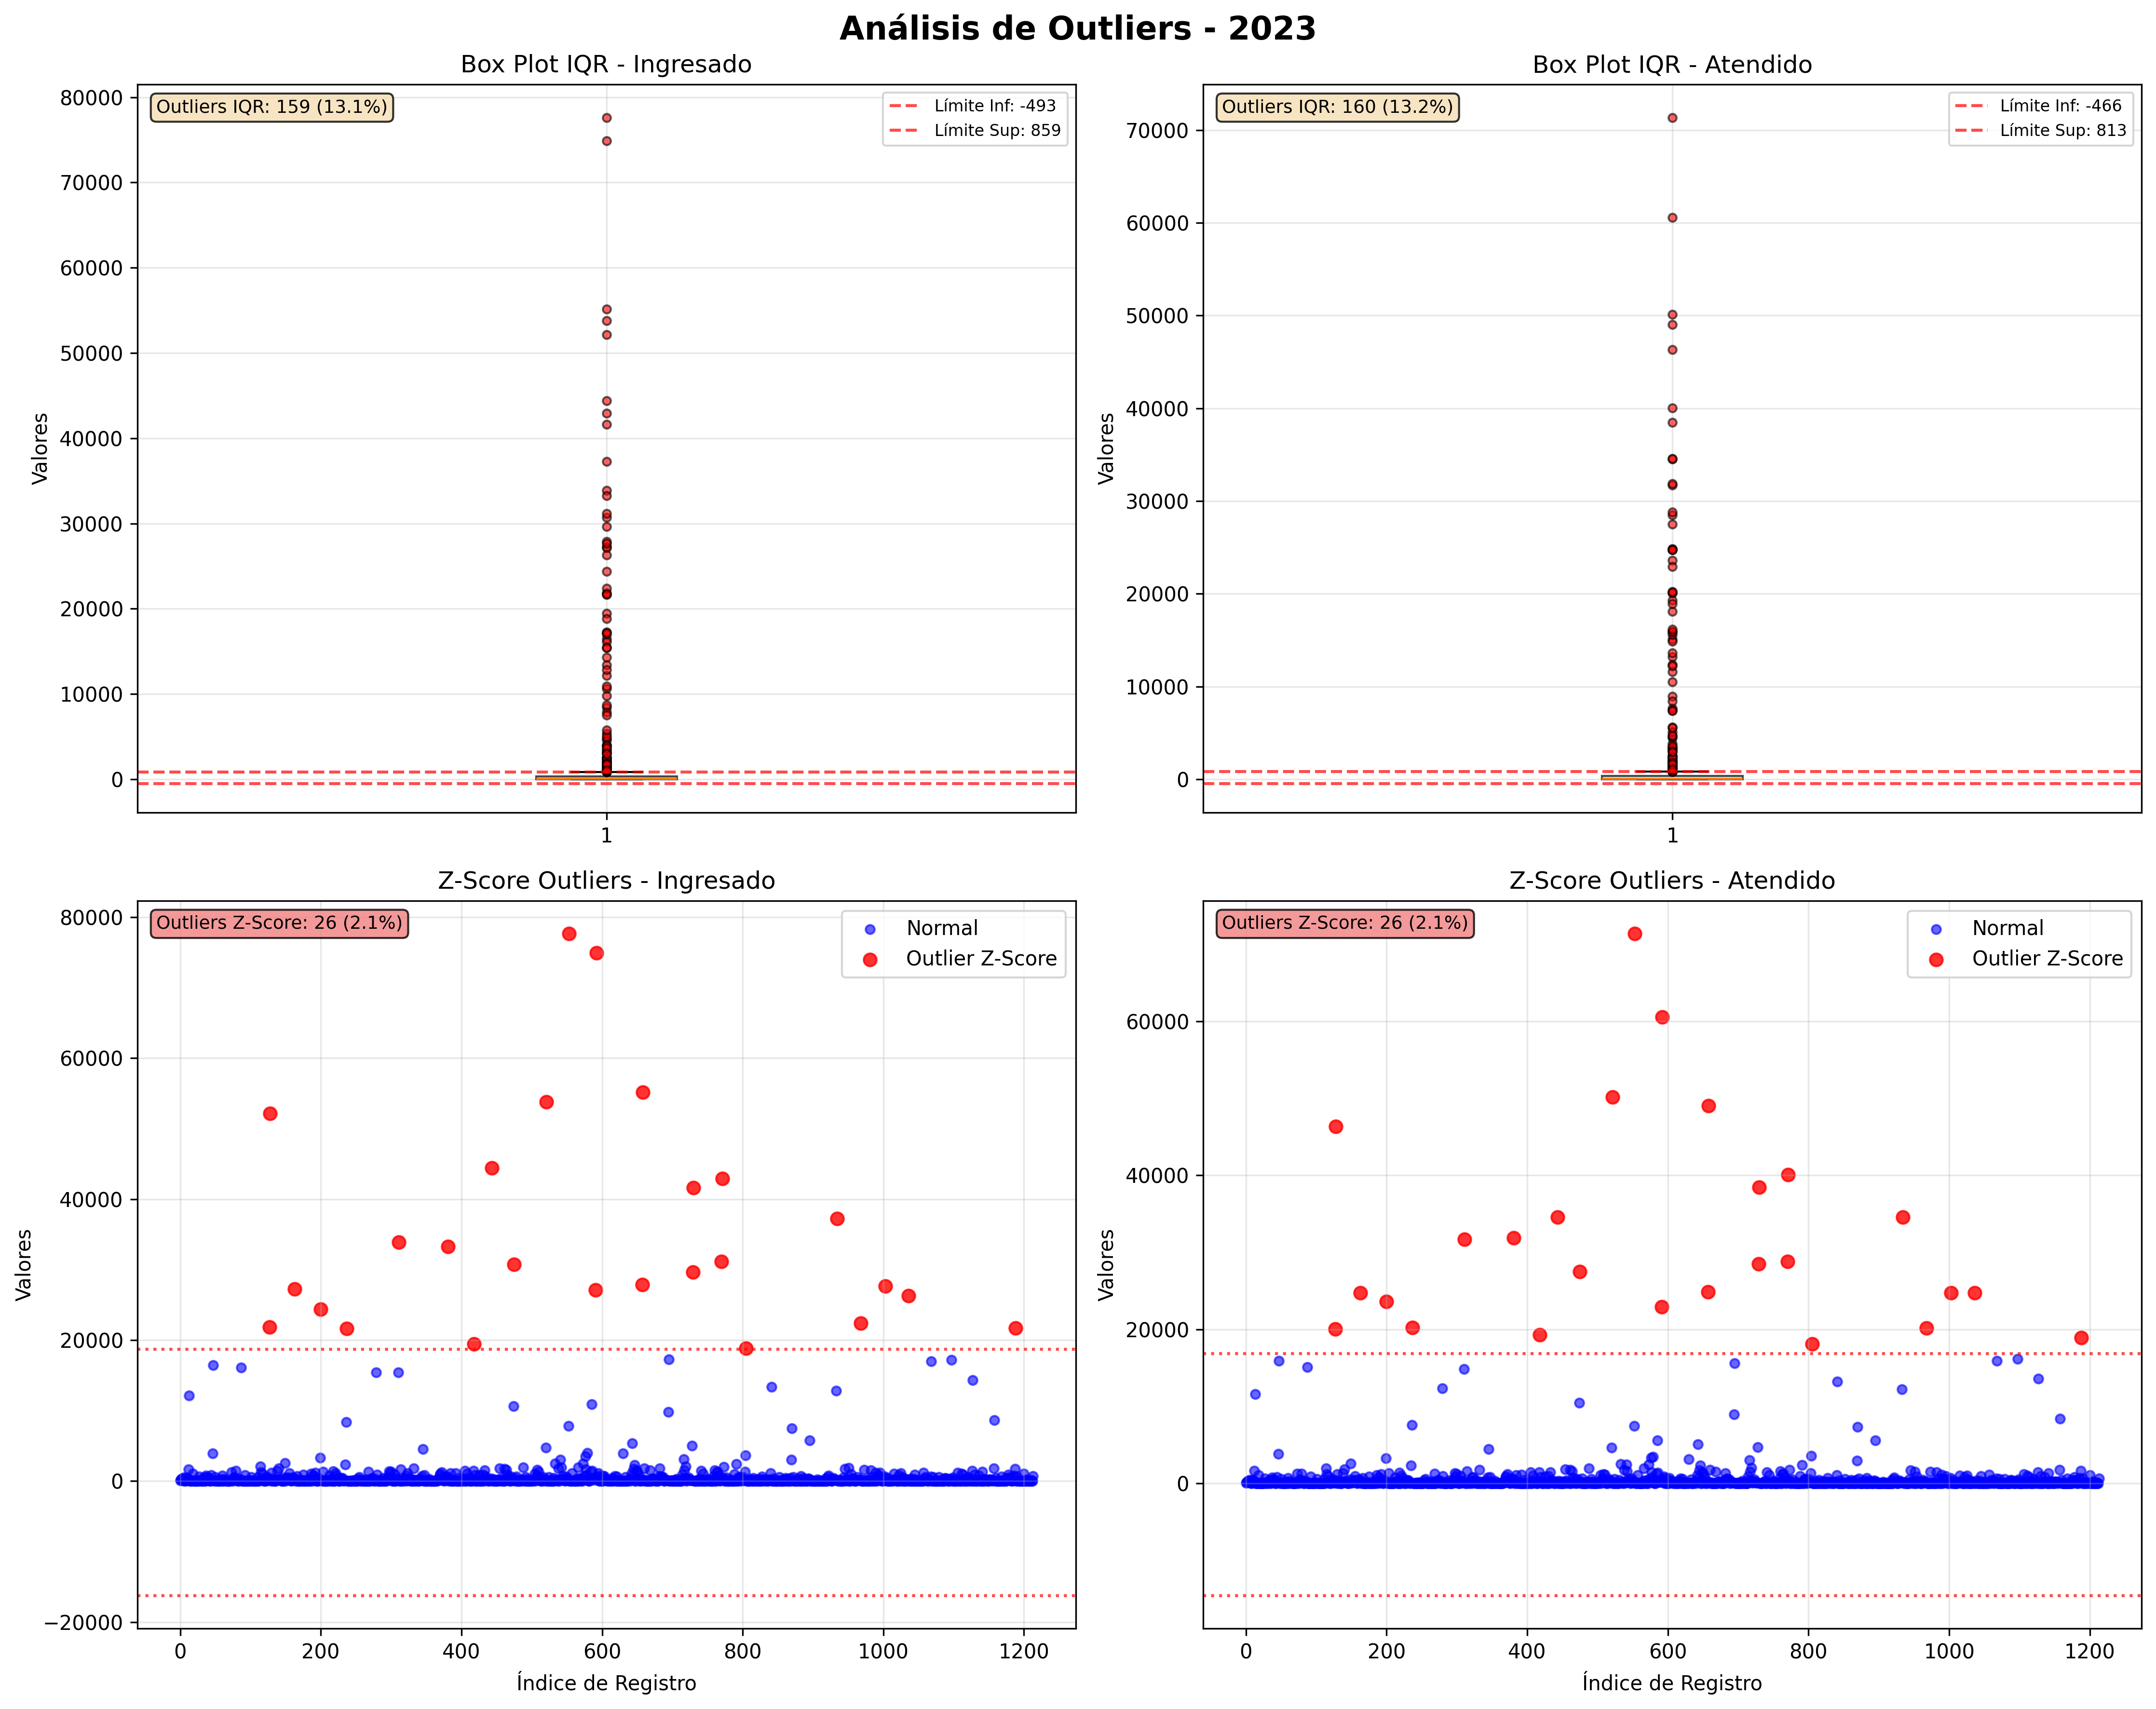 Análisis de Outliers - 2023
Box Plot IQR - Ingresado
Outliers IQR: 159 (13.1%)
Límite Inf: -493
Límite Sup: 859
Valores
80000
70000
60000
50000
40000
30000
20000
10000
0
1
Box Plot IQR - Atendido
Outliers IQR: 160 (13.2%)
Límite Inf: -466
Límite Sup: 813
Valores
70000
60000
50000
40000
30000
20000
10000
0
1
Z-Score Outliers - Ingresado
Outliers Z-Score: 26 (2.1%)
Normal
Outlier Z-Score
Valores
80000
60000
40000
20000
0
−20000
0 200 400 600 800 1000 1200
Índice de Registro
Z-Score Outliers - Atendido
Outliers Z-Score: 26 (2.1%)
Normal
Outlier Z-Score
Valores
60000
40000
20000
0
0 200 400 600 800 1000 1200
Índice de Registro